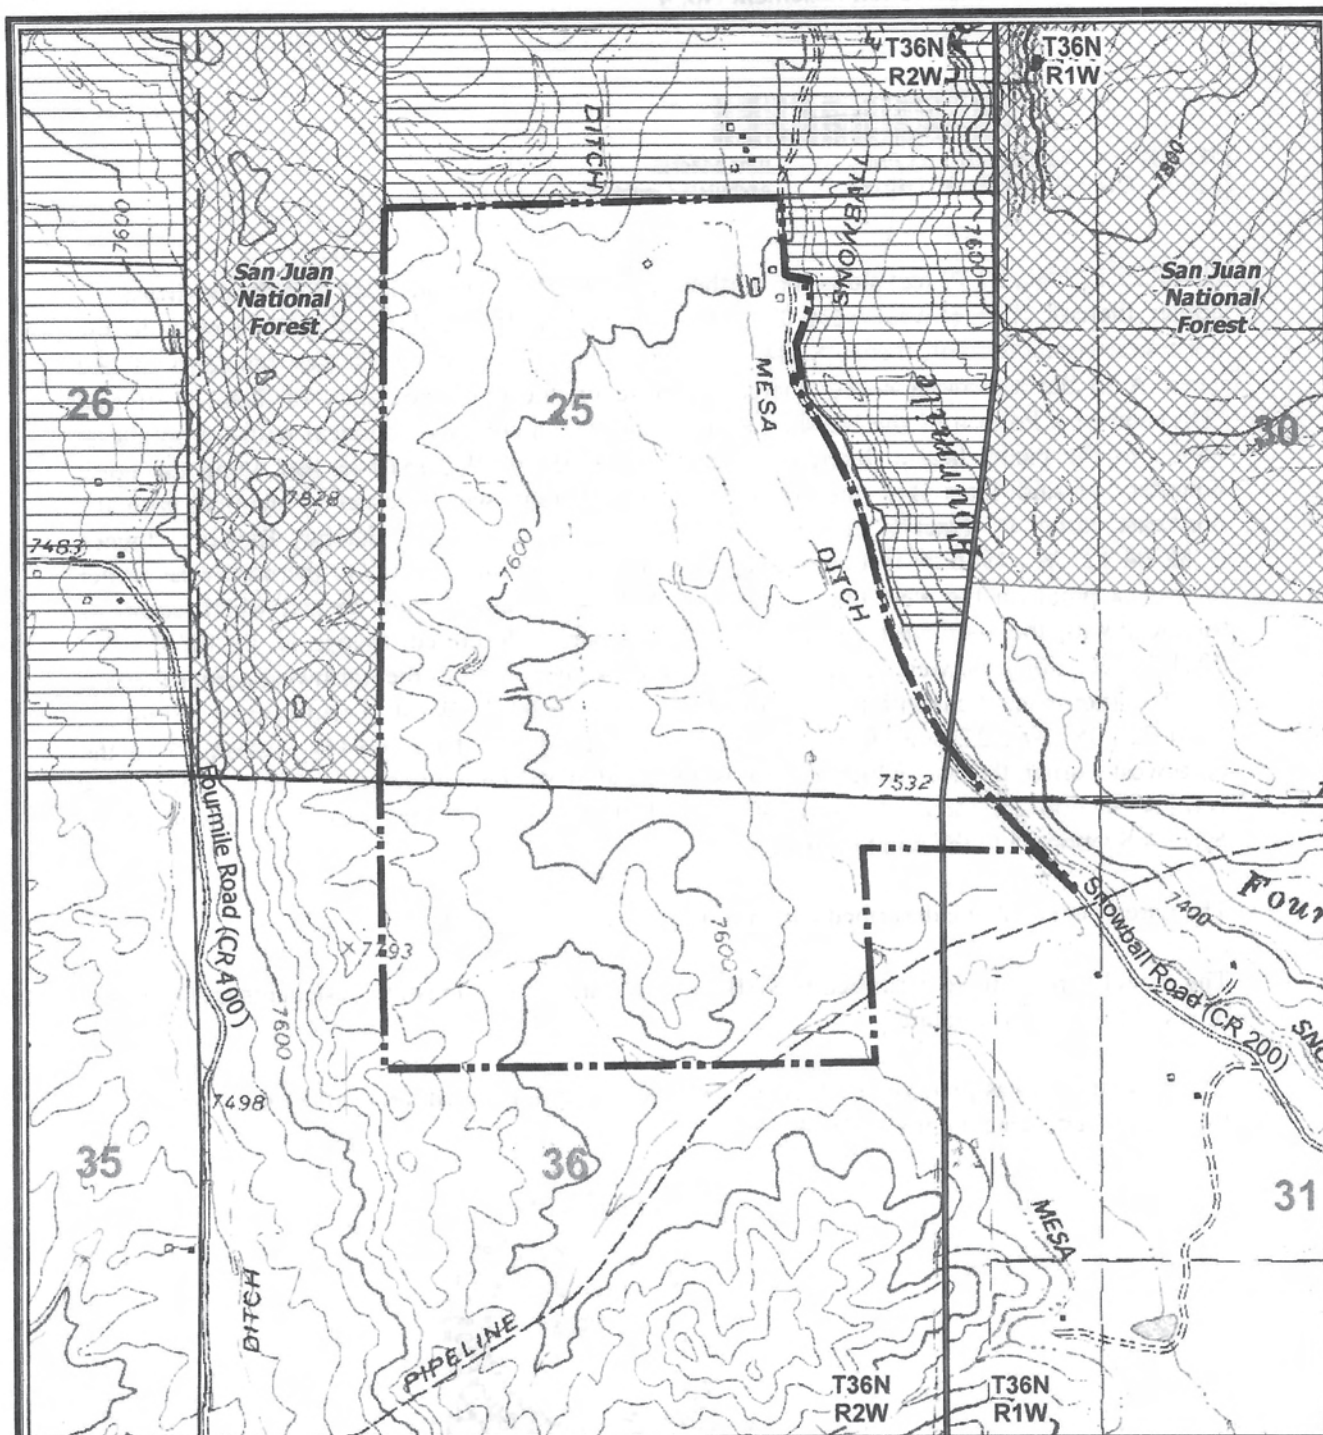 T36N
R2W
T36N
R1W
DITCH
7600
7800
SNOWBALL
7600
San Juan
National
Forest
San Juan
National
Forest
26
25
MESA
Fourmile
30
7828
7483
7600
DITCH
7532
Fourmile Road (CR 400)
7600
7400
Four
Snowball Road (CR 200)
7600
7498
35
36
31
MESA
DITCH
PIPELINE
T36N
R2W
T36N
R1W